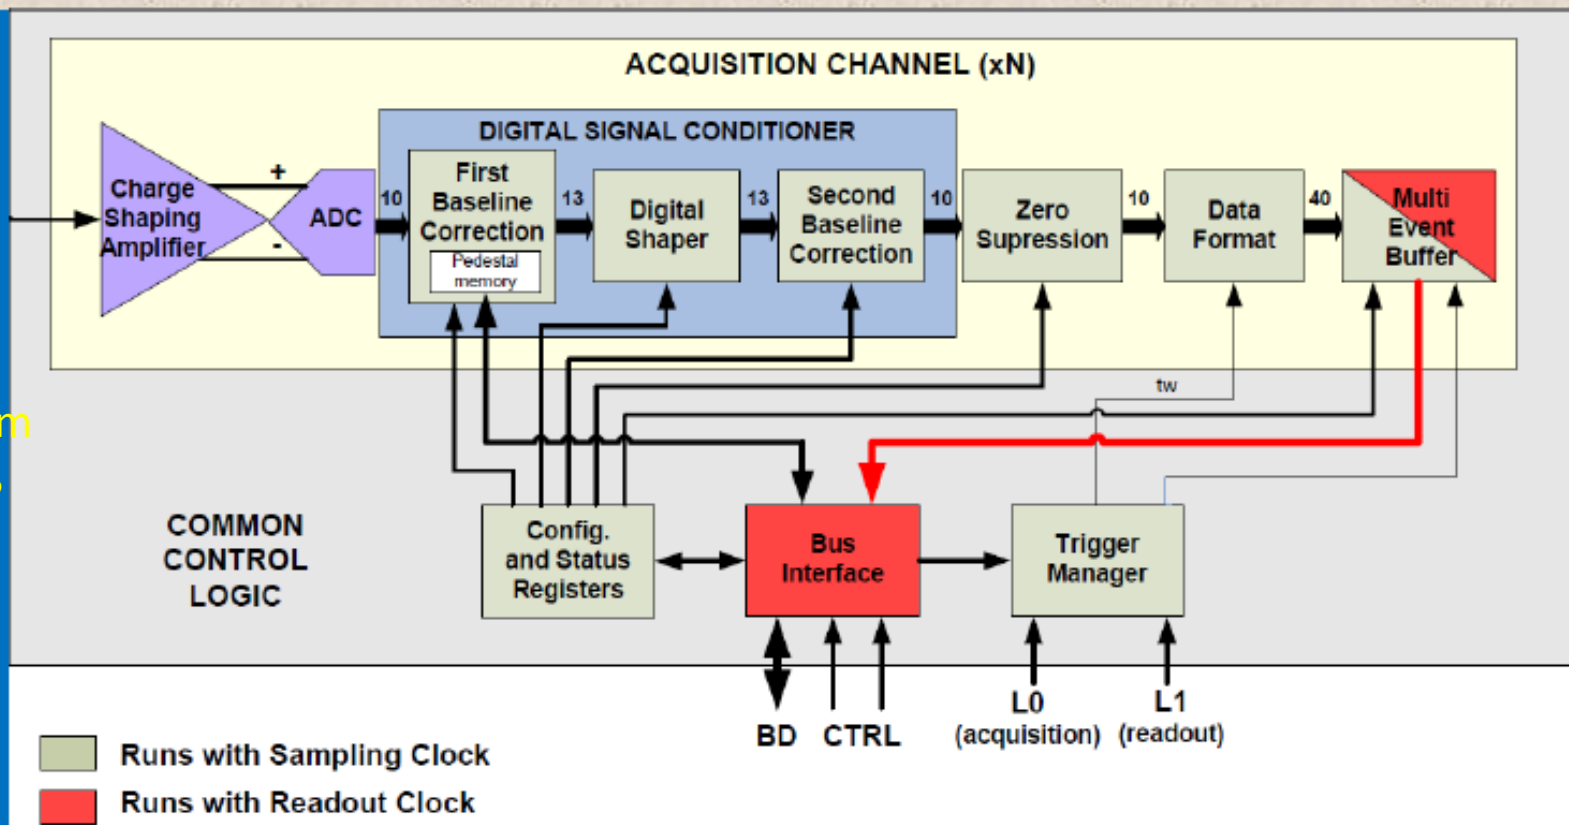 ACQUISITION CHANNEL (xN)
DIGITAL SIGNAL CONDITIONER
Charge
Shaping
Amplifier
+
-
ADC
10
First
Baseline
Correction
Pedestal
memory
13
Digital
Shaper
13
Second
Baseline
Correction
10
Zero
Supression
10
Data
Format
40
Multi
Event
Buffer
tw
m
COMMON
CONTROL
LOGIC
Config.
and Status
Registers
Bus
Interface
Trigger
Manager
BD
CTRL
L0
(acquisition)
L1
(readout)
Runs with Sampling Clock
Runs with Readout Clock